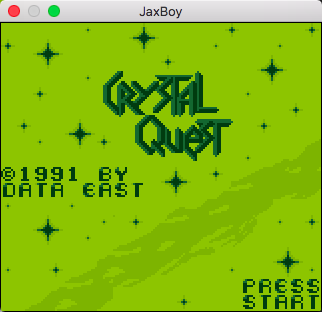 JaxBoy
CRYSTAL
QUEST
©1991 BY
DATA EAST
PRESS
START